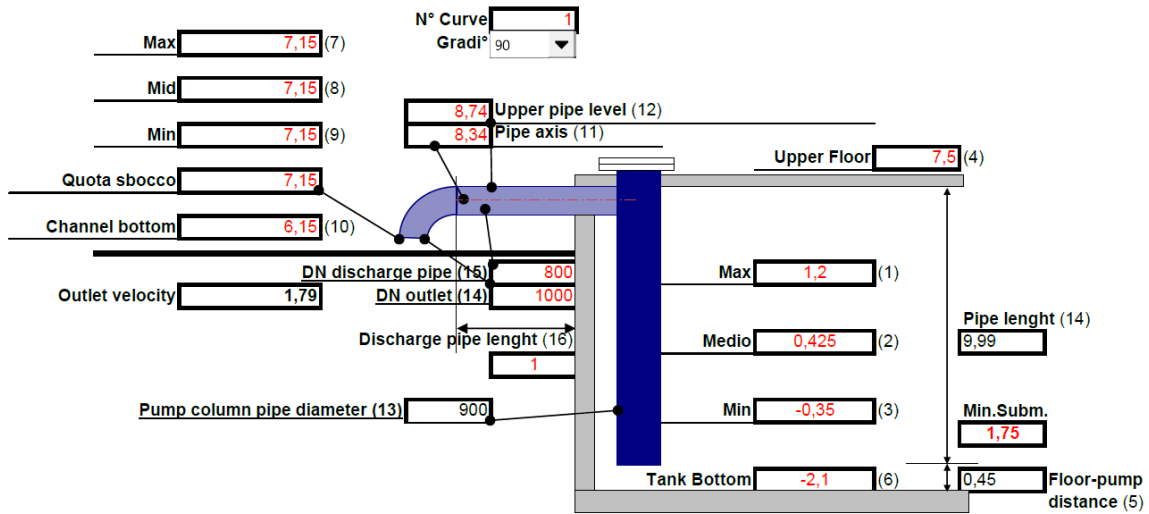 N° Curve 1
Gradi° 90
Max 7,15 (7)
Mid 7,15 (8)
Min 7,15 (9)
8,74 Upper pipe level (12)
8,34 Pipe axis (11)
Upper Floor 7,5 (4)
Quota sbocco 7,15
Channel bottom 6,15 (10)
DN discharge pipe (15) 800
Max 1,2 (1)
Outlet velocity 1,79
DN outlet (14) 1000
Pipe lenght (14)
Discharge pipe lenght (16)
Medio 0,425 (2)
9,99
1
Pump column pipe diameter (13) 900
Min -0,35 (3)
Min.Subm.
1,75
Tank Bottom -2,1 (6)
0,45 Floor-pump
distance (5)